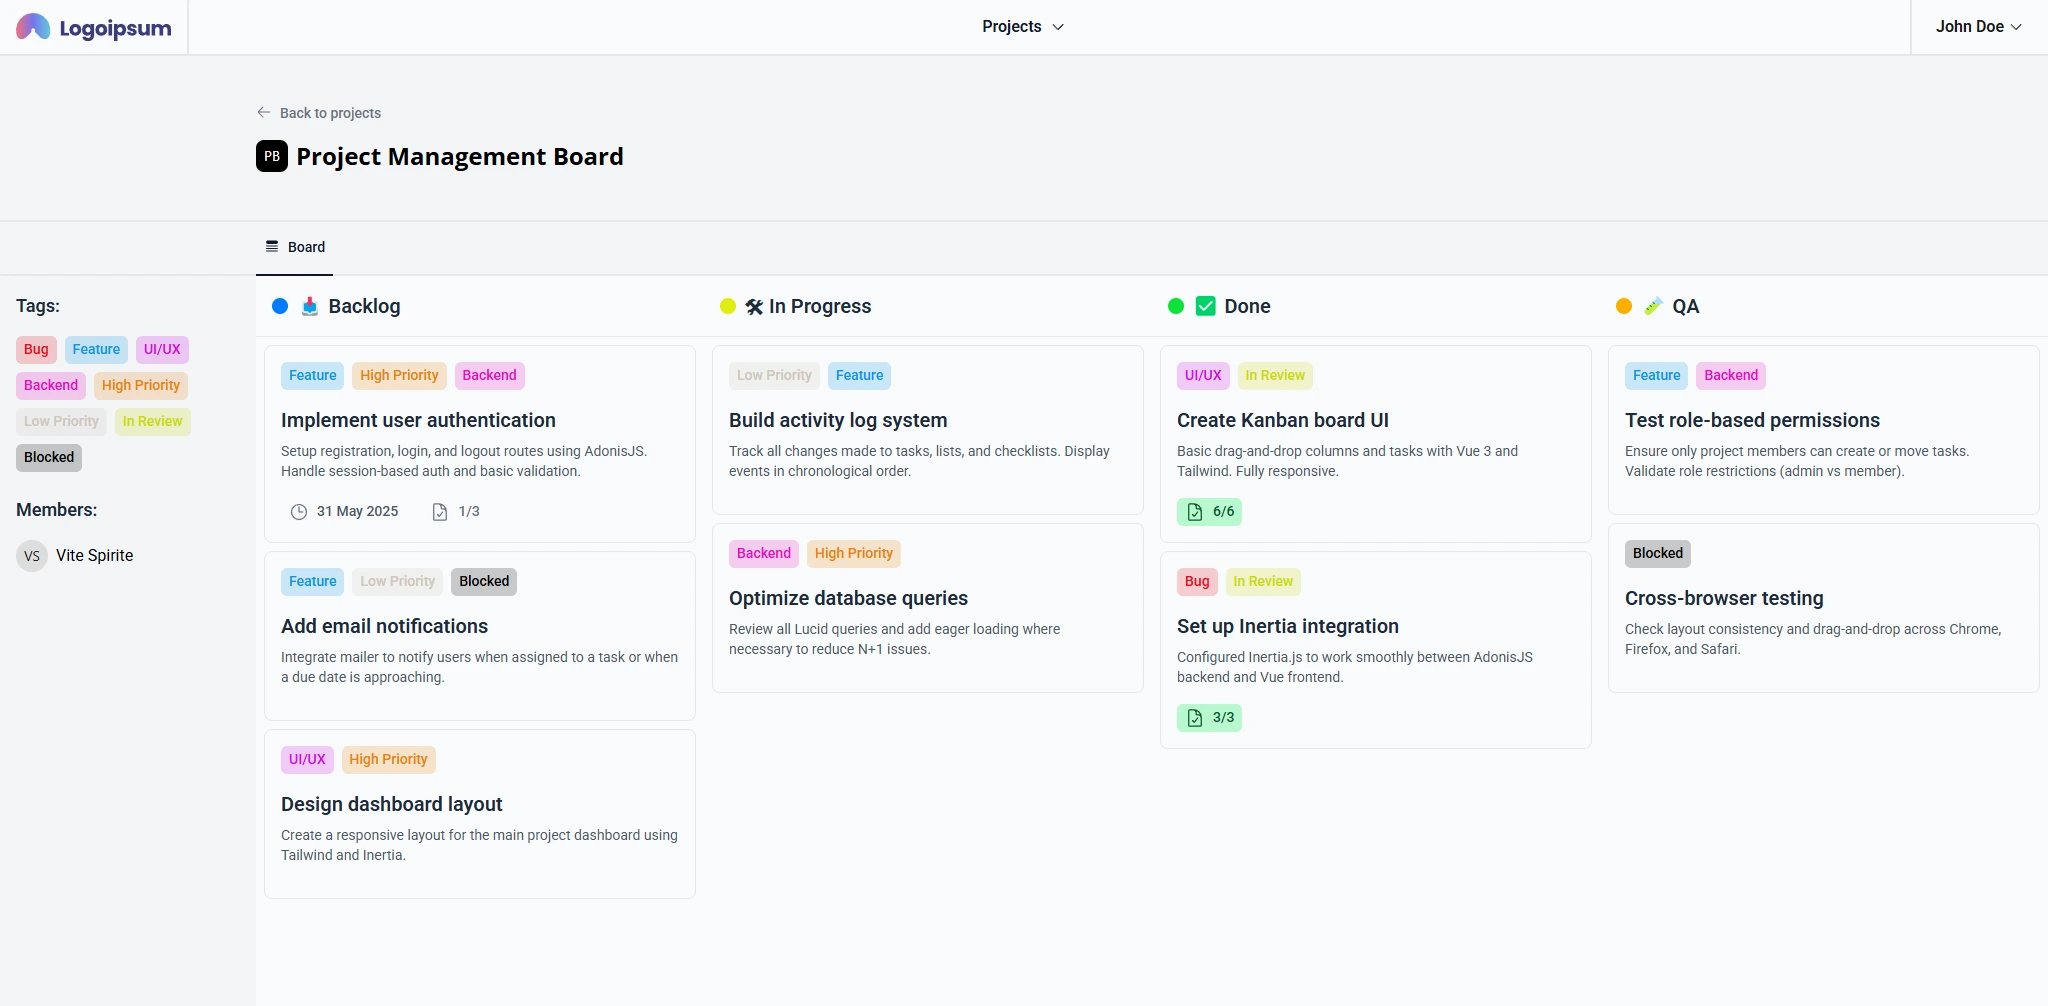 Logoipsum
Projects
John Doe
Back to projects
PB Project Management Board
Board
Tags:
Bug Feature UI/UX
Backend High Priority
Low Priority In Review
Blocked
Members:
VS Vite Spirite
Backlog
Feature High Priority Backend
Implement user authentication
Setup registration, login, and logout routes using AdonisJS.
Handle session-based auth and basic validation.
31 May 2025 1/3
Feature Low Priority Blocked
Add email notifications
Integrate mailer to notify users when assigned to a task or when
a due date is approaching.
UI/UX High Priority
Design dashboard layout
Create a responsive layout for the main project dashboard using
Tailwind and Inertia.
In Progress
Low Priority Feature
Build activity log system
Track all changes made to tasks, lists, and checklists. Display
events in chronological order.
Backend High Priority
Optimize database queries
Review all Lucid queries and add eager loading where
necessary to reduce N+1 issues.
Done
UI/UX In Review
Create Kanban board UI
Basic drag-and-drop columns and tasks with Vue 3 and
Tailwind. Fully responsive.
6/6
Bug In Review
Set up Inertia integration
Configured Inertia.js to work smoothly between AdonisJS
backend and Vue frontend.
3/3
QA
Feature Backend
Test role-based permissions
Ensure only project members can create or move tasks.
Validate role restrictions (admin vs member).
Blocked
Cross-browser testing
Check layout consistency and drag-and-drop across Chrome,
Firefox, and Safari.